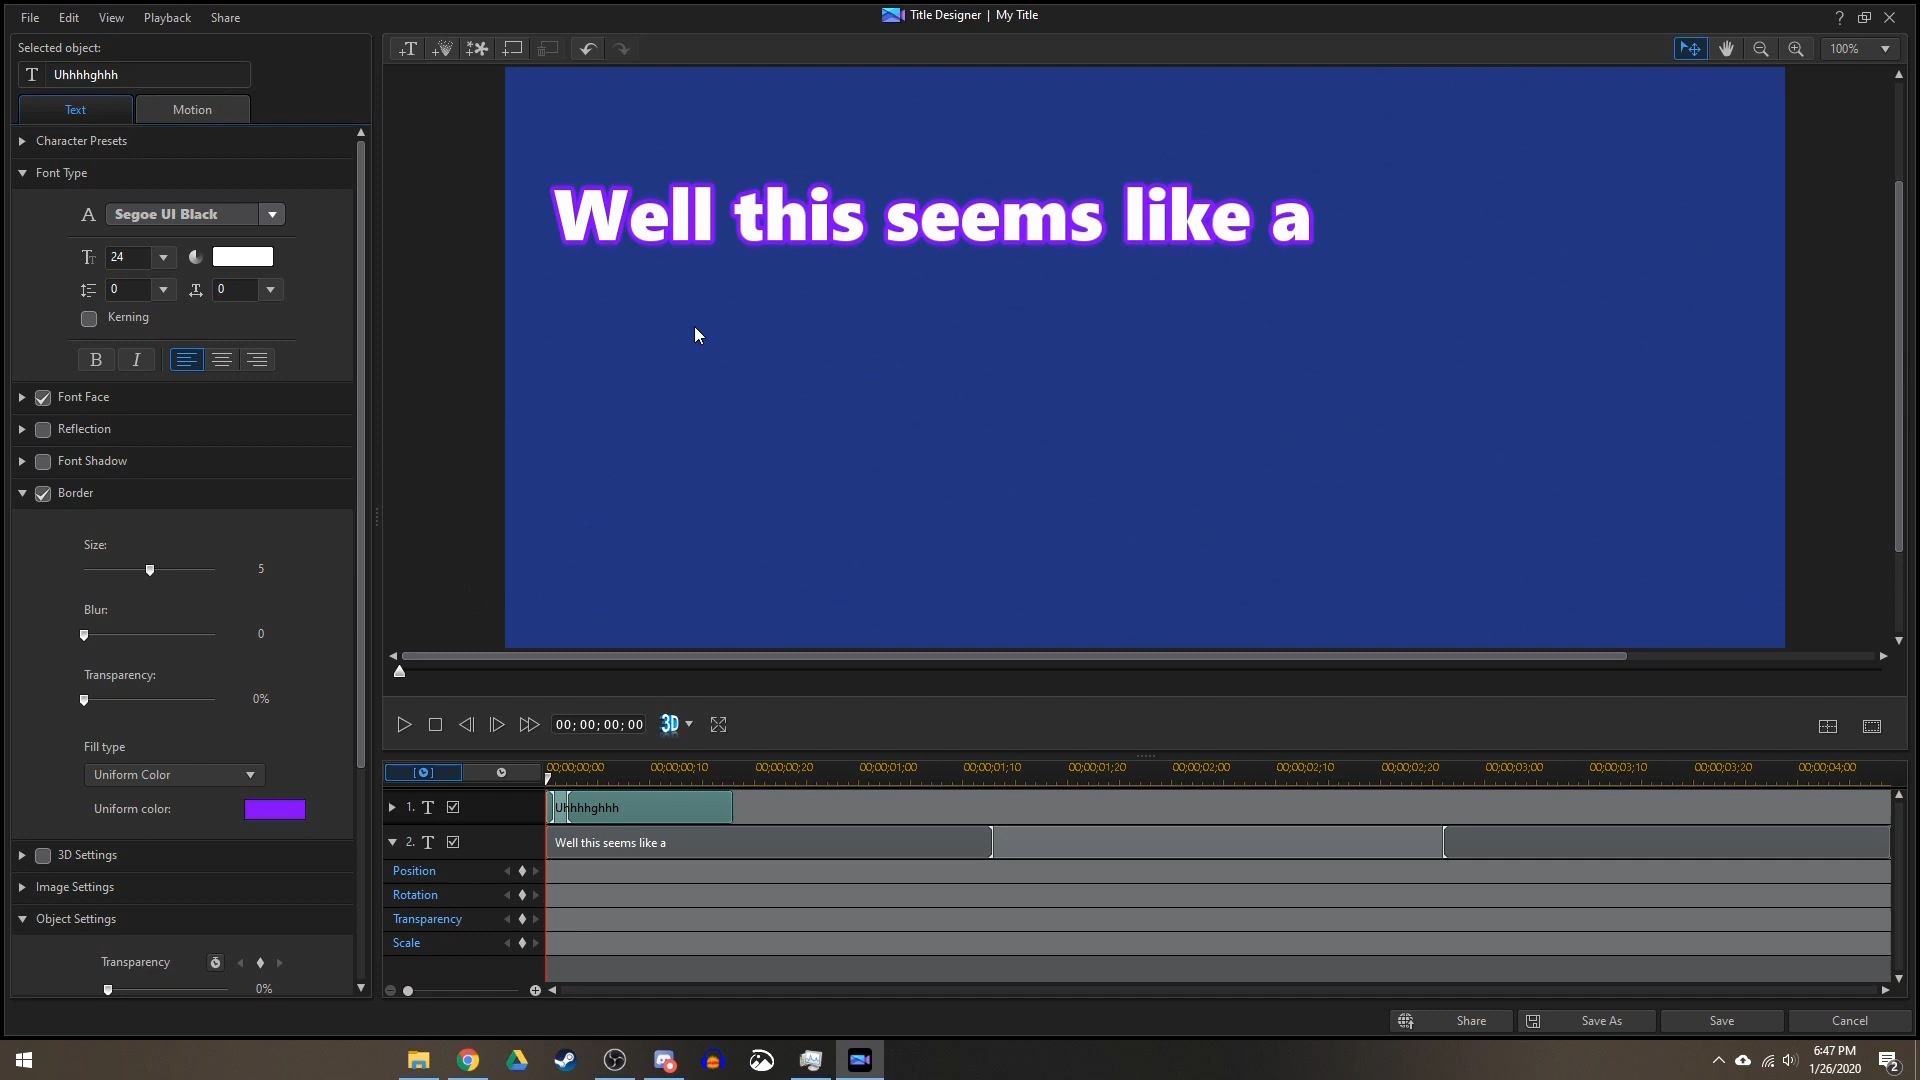 File Edit View Playback Share
Title Designer | My Title
?
Selected object:
T Uhhhhghhh
Text Motion
Character Presets
Font Type
A Segoe UI Black
24
0 0
Kerning
B I
Font Face
Reflection
Font Shadow
Border
Size:
5
Blur:
0
Transparency:
0%
Fill type
Uniform Color
Uniform color:
3D Settings
Image Settings
Object Settings
Transparency
0%
100%
Well this seems like a
00;00;00;00 3D
00;00;00;00 00;00;00;10 00;00;00;20 00;00;01;00 00;00;01;10 00;00;01;20 00;00;02;00 00;00;02;10 00;00;02;20 00;00;03;00 00;00;03;10 00;00;03;20 00;00;04;00
1. T Uhhhhghhh
2. T Well this seems like a
Position
Rotation
Transparency
Scale
Share Save As Save Cancel
6:47 PM
1/26/2020
2